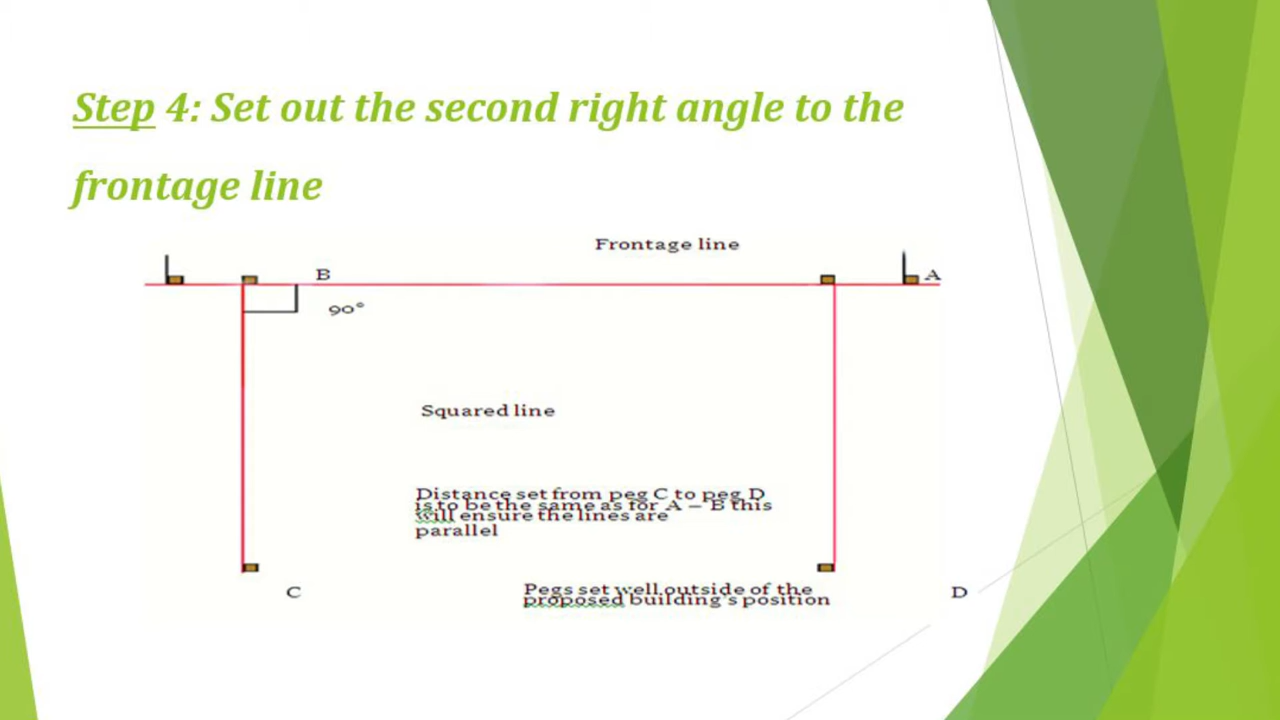 Step 4: Set out the second right angle to the
frontage line
Frontage line
B
A
90°
Squared line
Distance set from peg C to peg D
is to be the same as for A – B this
will ensure the lines are
parallel
C
Pegs set well outside of the
proposed building's position
D